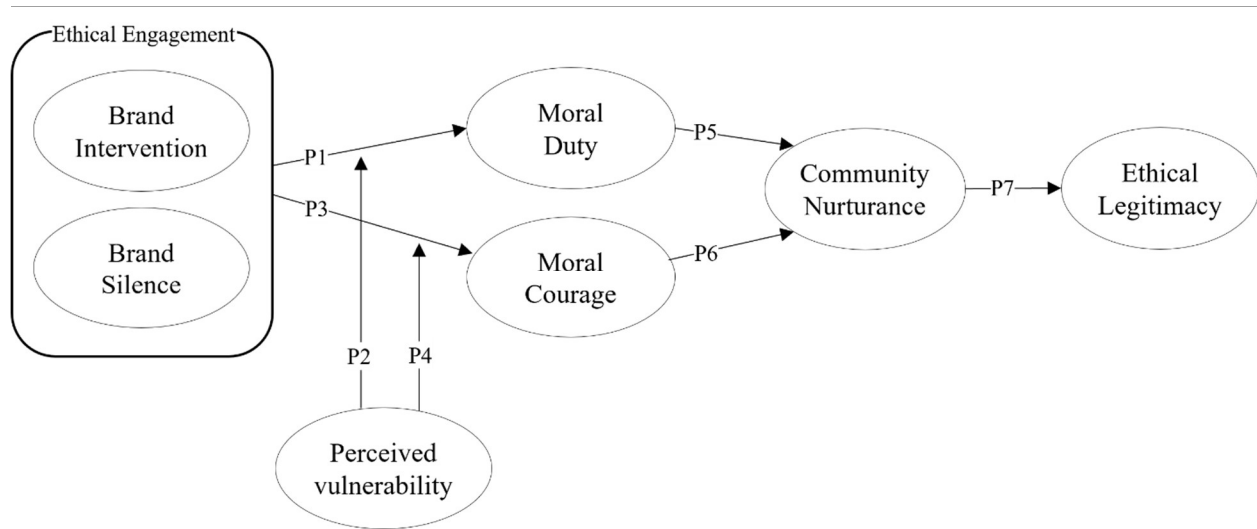 Ethical Engagement
Brand
Intervention
Brand
Silence
P1
P3
P2
P4
Perceived
vulnerability
Moral
Duty
Moral
Courage
P5
P6
Community
Nurturance
P7
Ethical
Legitimacy